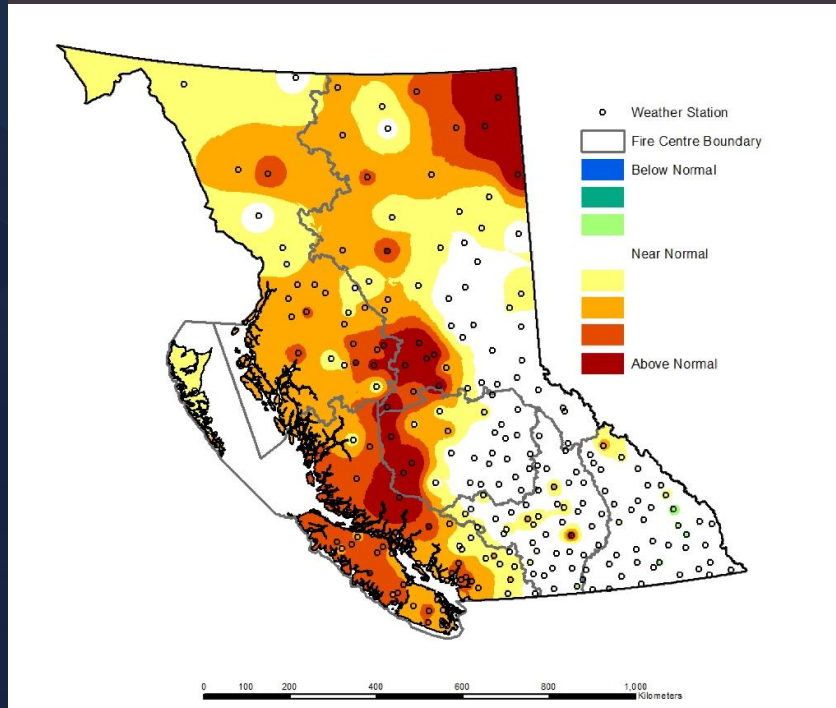 Weather Station
Fire Centre Boundary
Below Normal
Near Normal
Above Normal
0 100 200 400 600 800 1,000
Kilometers